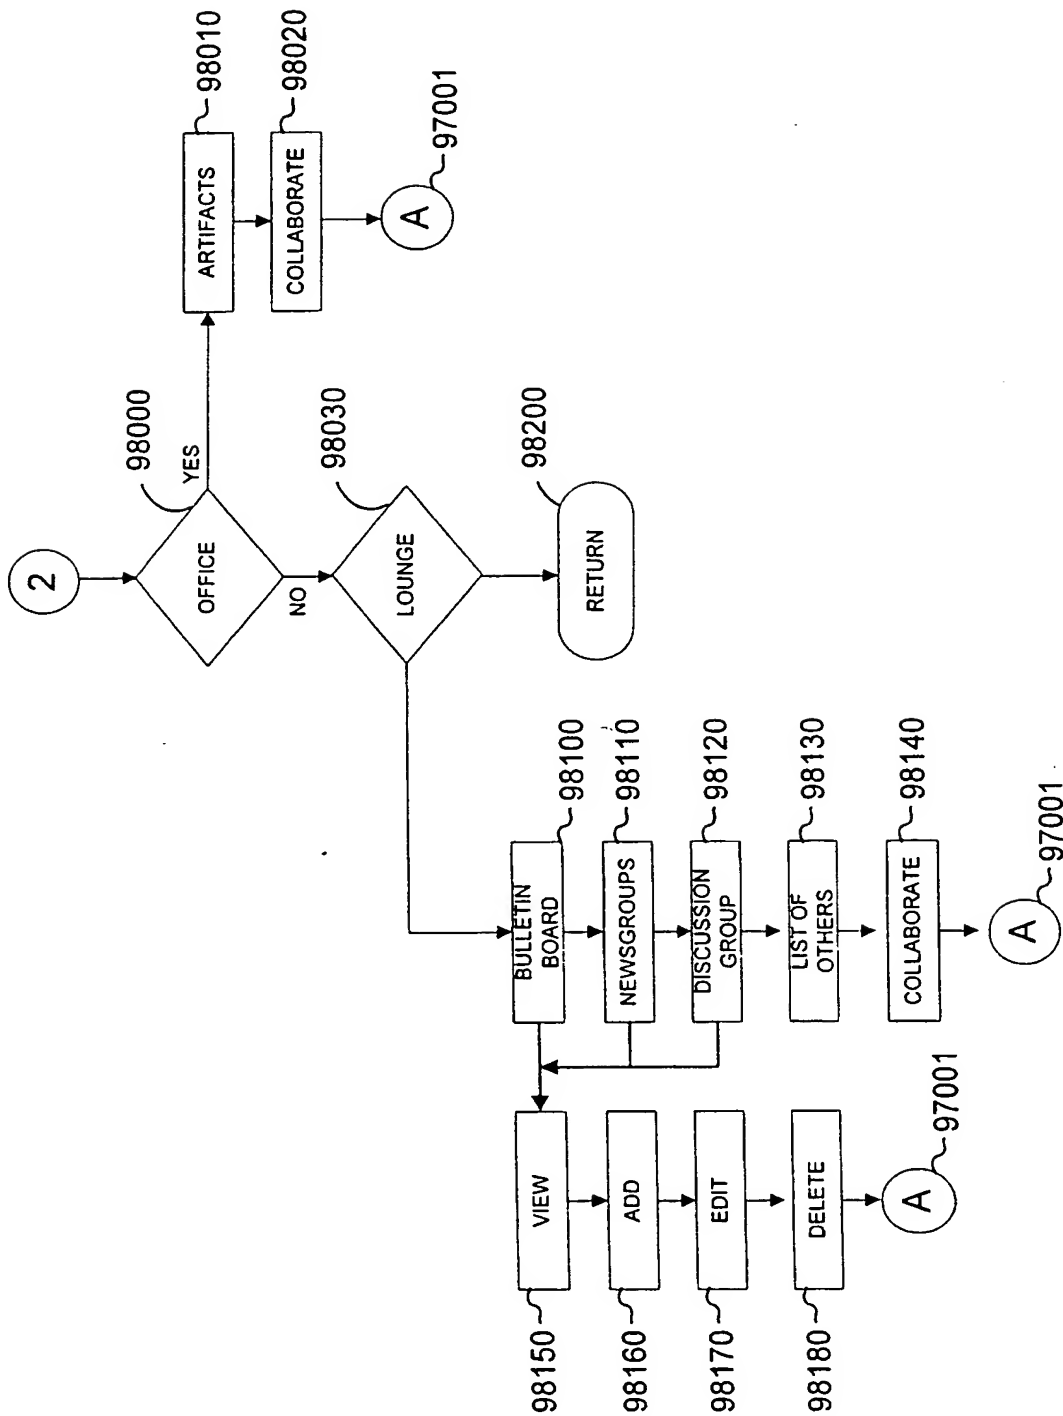 2
98000
OFFICE
YES
NO
98010
ARTIFACTS
98020
COLLABORATE
A
97001
98030
LOUNGE
98200
RETURN
98100
BULLETIN
BOARD
98110
NEWSGROUPS
98120
DISCUSSION
GROUP
98130
LIST OF
OTHERS
98140
COLLABORATE
A
97001
98150
VIEW
98160
ADD
98170
EDIT
98180
DELETE
A
97001